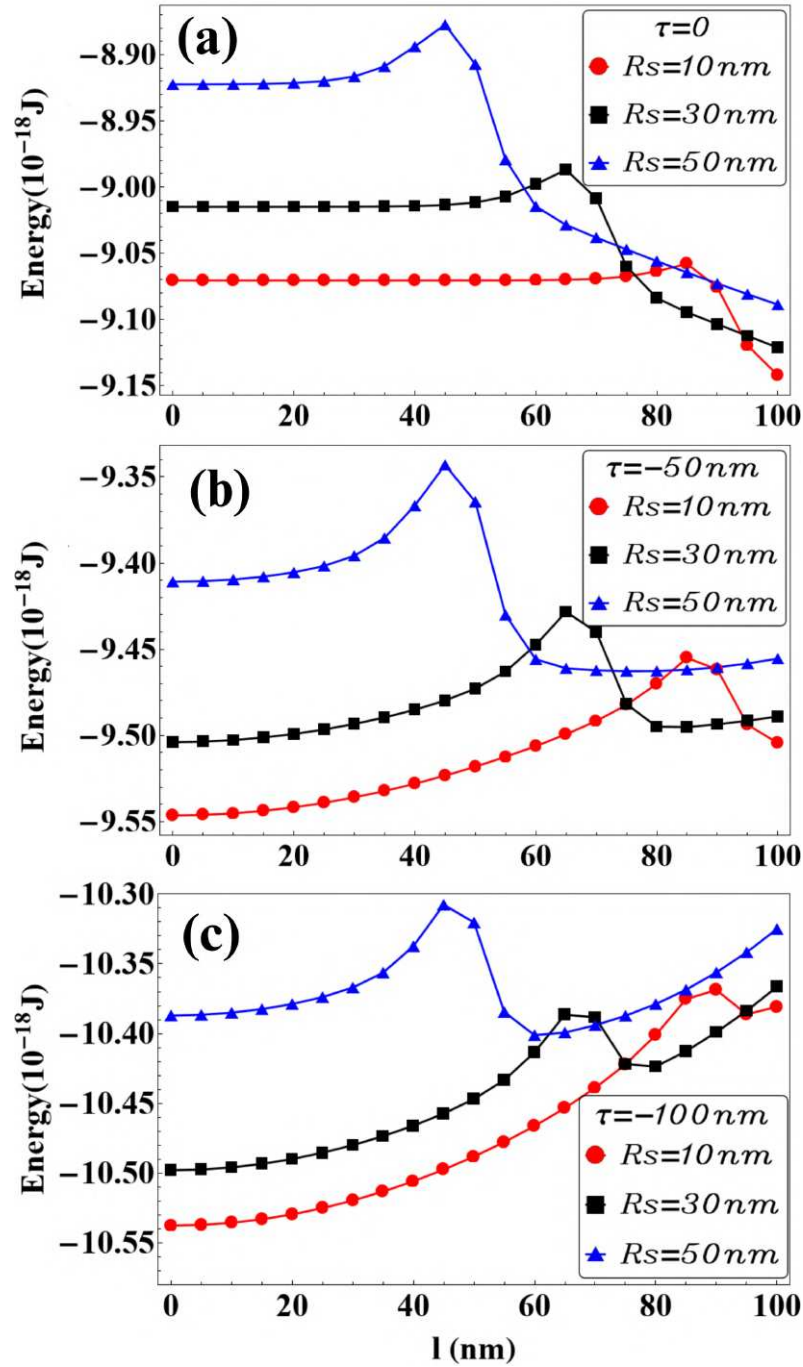 (a)
τ=0
Rs=10nm
Rs=30nm
Rs=50nm
Energy(10⁻¹⁸J)
−8.90
−8.95
−9.00
−9.05
−9.10
−9.15
0 20 40 60 80 100
(b)
τ=−50nm
Rs=10nm
Rs=30nm
Rs=50nm
Energy(10⁻¹⁸J)
−9.35
−9.40
−9.45
−9.50
−9.55
0 20 40 60 80 100
(c)
Energy(10⁻¹⁸J)
−10.30
−10.35
−10.40
−10.45
−10.50
−10.55
τ=−100nm
Rs=10nm
Rs=30nm
Rs=50nm
0 20 40 60 80 100
l (nm)